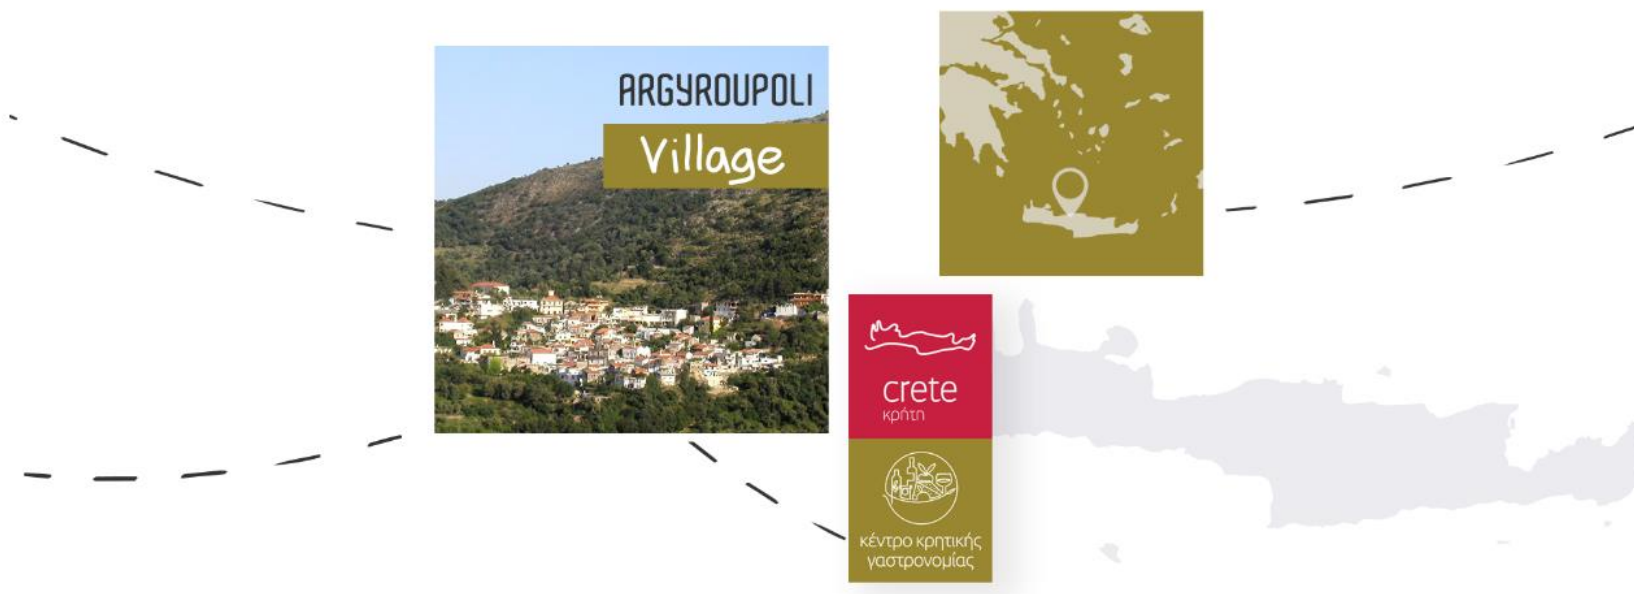 ARGYROUPOLI
Village
crete
κρήτη
κέντρο κρητικής
γαστρονομίας